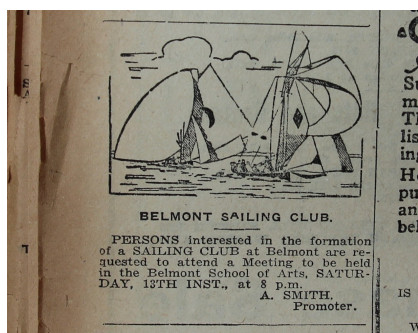 BELMONT SAILING CLUB.
PERSONS interested in the formation
of a SAILING CLUB at Belmont are re-
quested to attend a Meeting to be held
in the Belmont School of Arts, SATUR-
DAY, 13TH INST., at 8 p.m.
A. SMITH,
Promoter.
IS